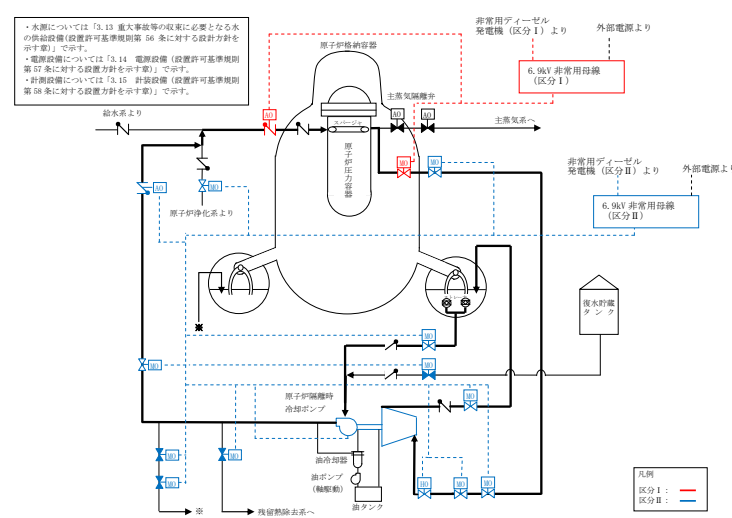 ・水源については「3.13 重大事故等の収束に必要となる水
の供給設備(設置許可基準規則第 56 条に対する設計方針を
示す章)」で示す。
・電源設備については「3.14 電源設備(設置許可基準規則
第 57 条に対する設置方針を示す章)」で示す。
・計測設備については「3.15 計装設備(設置許可基準規則
第 58 条に対する設置方針を示す章)」で示す。
非常用ディーゼル
発電機(区分Ⅰ)より
外部電源より
6.9kV 非常用母線
(区分Ⅰ)
原子炉格納容器
主蒸気隔離弁
給水系より
AO
AO
AO
スパージャ
主蒸気系へ
原子炉圧力容器
MO
MO
非常用ディーゼル
発電機(区分Ⅱ)より
外部電源より
6.9kV 非常用母線
(区分Ⅱ)
AO
MO
原子炉浄化系より
ストレーナ
復水貯蔵
タンク
※
MO
MO
MO
原子炉隔離時
冷却ポンプ
MO
MO
MO
MO
油冷却器
油ポンプ
(軸駆動)
油タンク
HO
MO
MO
※
残留熱除去系へ
凡例
区分Ⅰ:
区分Ⅱ: